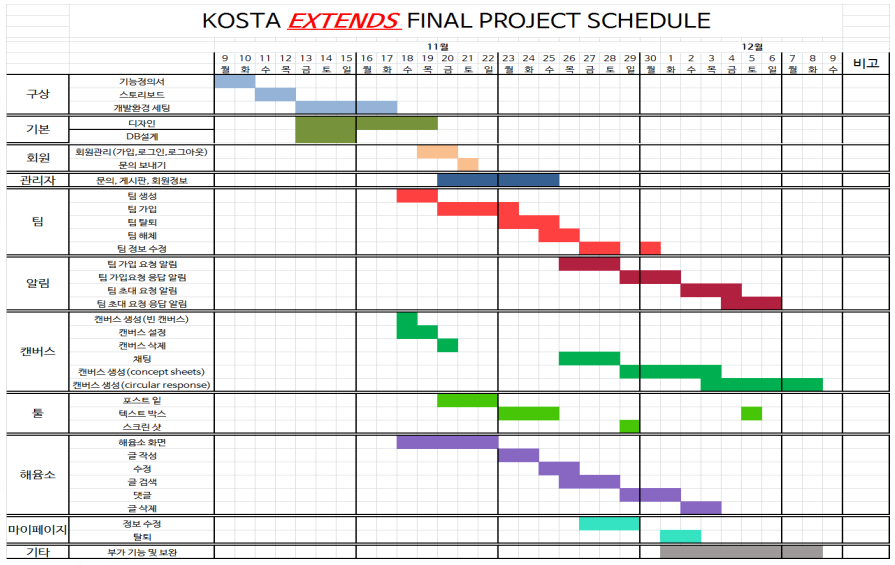 KOSTA EXTENDS FINAL PROJECT SCHEDULE
11월 12월
9 10 11 12 13 14 15 16 17 18 19 20 21 22 23 24 25 26 27 28 29 30 1 2 3 4 5 6 7 8 9 비고
월 화 수 목 금 토 일 월 화 수 목 금 토 일 월 화 수 목 금 토 일 월 화 수 목 금 토 일 월 화 수
구상
기능정의서
스토리보드
개발환경 세팅
기본
디자인
DB설계
회원
회원관리(가입,로그인,로그아웃)
문의 보내기
관리자
문의, 게시판, 회원정보
팀
팀 생성
팀 가입
팀 탈퇴
팀 해체
팀 정보 수정
알림
팀 가입 요청 알림
팀 가입요청 응답 알림
팀 초대 요청 알림
팀 초대 요청 응답 알림
캔버스
캔버스 생성(빈 캔버스)
캔버스 설정
캔버스 삭제
채팅
캔버스 생성(concept sheets)
캔버스 생성(circular response)
툴
포스트 잍
텍스트 박스
스크린 샷
해윰소
해윰소 화면
글 작성
수정
글 검색
댓글
글 삭제
마이페이지
정보 수정
탈퇴
기타
부가 기능 및 보완